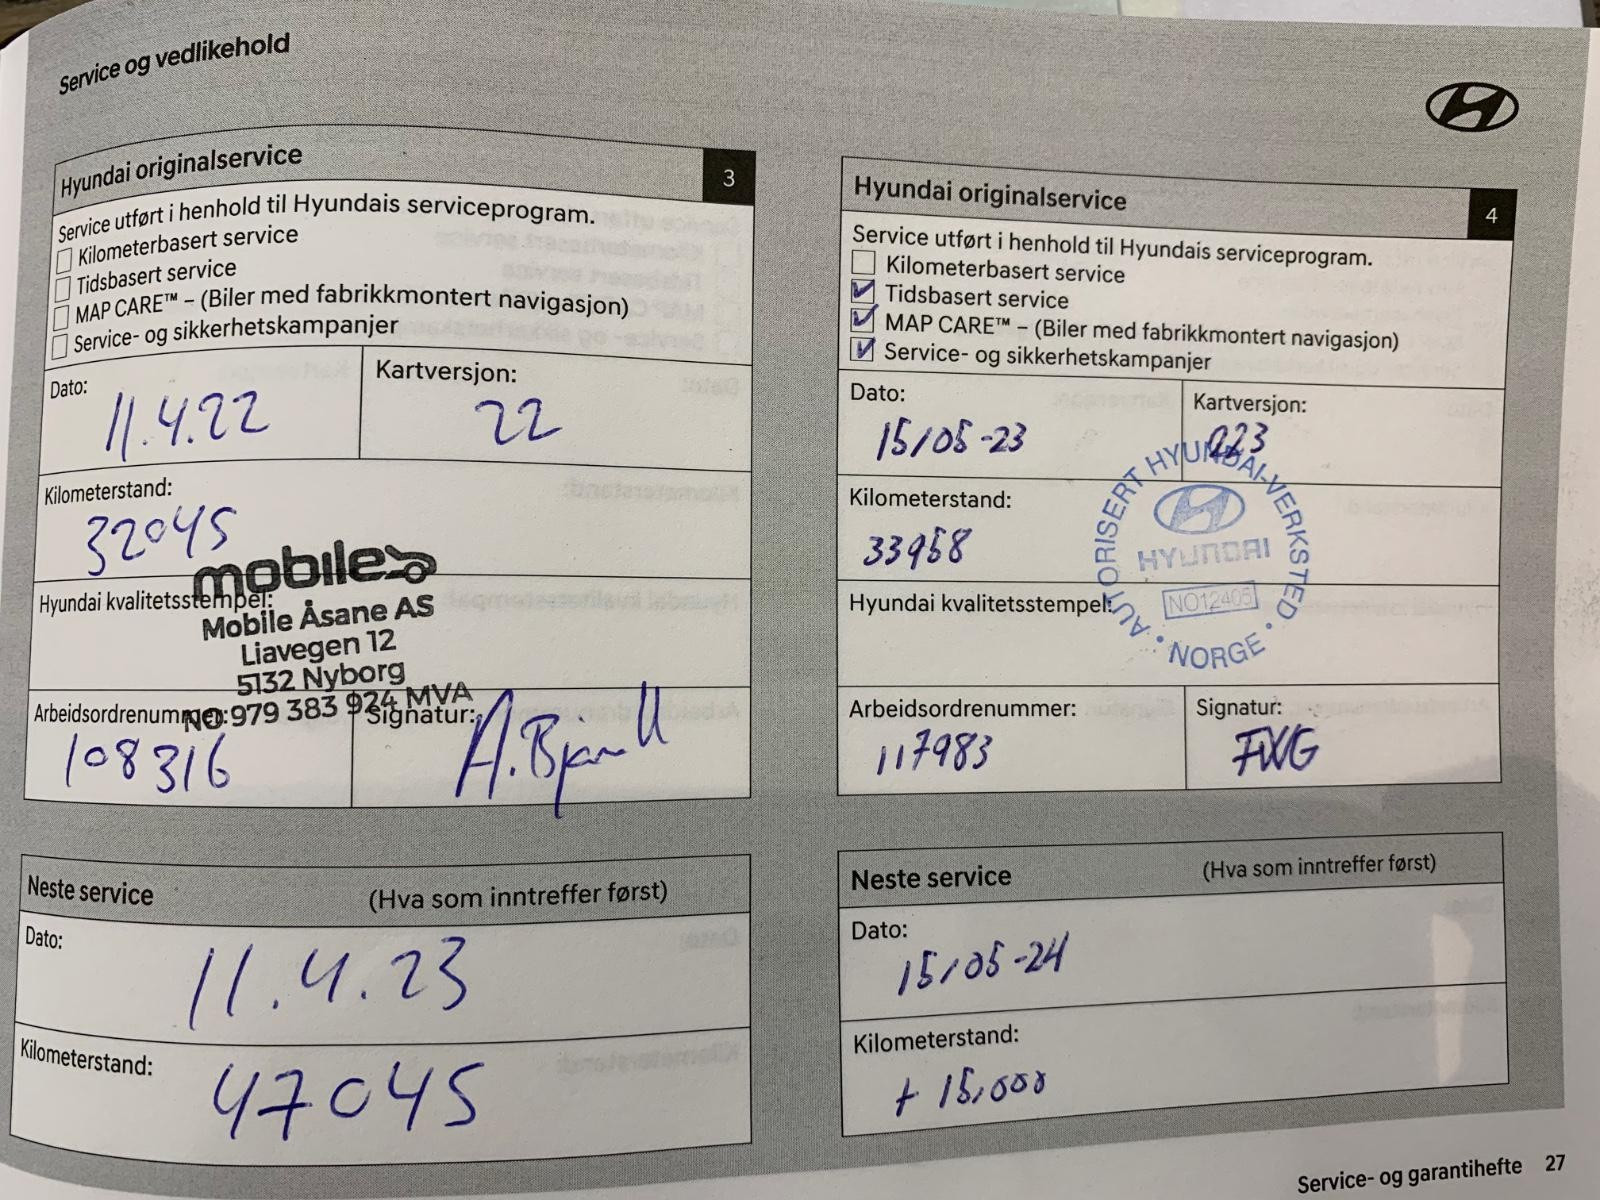 Service og vedlikehold
Hyundai originalservice
3
Service utført i henhold til Hyundais serviceprogram.
Kilometerbasert service
Tidsbasert service
MAP CARE™ – (Biler med fabrikkmontert navigasjon)
Service- og sikkerhetskampanjer
Dato:
11.4.22
Kartversjon:
22
Kilometerstand:
32045
Hyundai kvalitetsstempel:
mobile
Mobile Åsane AS
Liavegen 12
5132 Nyborg
NO:979 383 924 MVA
Arbeidsordrenummer:
108316
Signatur:
Neste service (Hva som inntreffer først)
Dato:
11.4.23
Kilometerstand:
47045
Hyundai originalservice
4
Service utført i henhold til Hyundais serviceprogram.
Kilometerbasert service
Tidsbasert service
MAP CARE™ – (Biler med fabrikkmontert navigasjon)
Service- og sikkerhetskampanjer
Dato:
15/05-23
Kartversjon:
Kilometerstand:
Hyundai kvalitetsstempel:
AUTORISERT HYUNDAI-VERKSTED
HYUNDAI
NO12405
NORGE
Arbeidsordrenummer:
117983
Signatur:
Neste service (Hva som inntreffer først)
Dato:
15/05-24
Kilometerstand:
+ 15,000
Service- og garantihefte 27